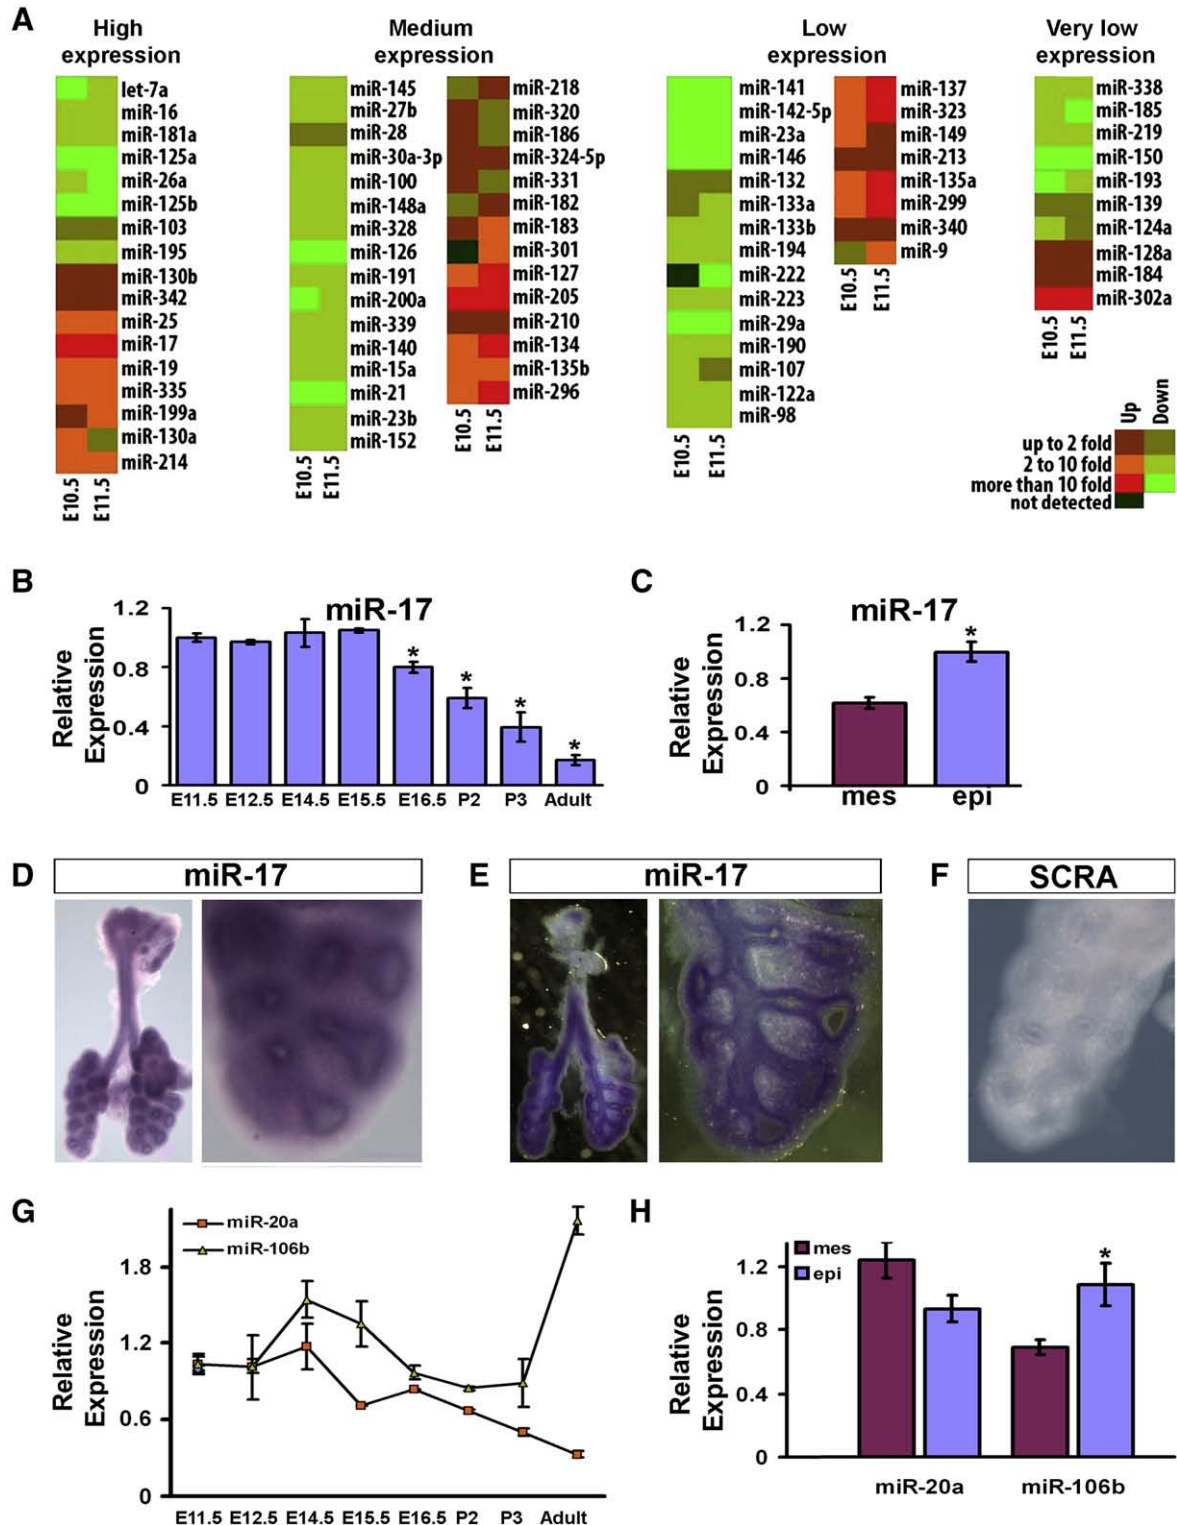 A
High
expression
let-7a
miR-16
miR-181a
miR-125a
miR-26a
miR-125b
miR-103
miR-195
miR-130b
miR-342
miR-25
miR-17
miR-19
miR-335
miR-199a
miR-130a
miR-214
E10.5
E11.5
Medium
expression
miR-145
miR-27b
miR-28
miR-30a-3p
miR-100
miR-148a
miR-328
miR-126
miR-191
miR-200a
miR-339
miR-140
miR-15a
miR-21
miR-23b
miR-152
E10.5
E11.5
miR-218
miR-320
miR-186
miR-324-5p
miR-331
miR-182
miR-183
miR-301
miR-127
miR-205
miR-210
miR-134
miR-135b
miR-296
E10.5
E11.5
Low
expression
miR-141
miR-142-5p
miR-23a
miR-146
miR-132
miR-133a
miR-133b
miR-194
miR-222
miR-223
miR-29a
miR-190
miR-107
miR-122a
miR-98
E10.5
E11.5
miR-137
miR-323
miR-149
miR-213
miR-135a
miR-299
miR-340
miR-9
E10.5
E11.5
Very low
expression
miR-338
miR-185
miR-219
miR-150
miR-193
miR-139
miR-124a
miR-128a
miR-184
miR-302a
E10.5
E11.5
Up
Down
up to 2 fold
2 to 10 fold
more than 10 fold
not detected
B
miR-17
Relative
Expression
1.2
0.8
0.4
0
* * * *
E11.5 E12.5 E14.5 E15.5 E16.5 P2 P3 Adult
C
miR-17
Relative
Expression
1.2
0.8
0.4
0
*
mes epi
D
miR-17
E
miR-17
F
SCRA
G
miR-20a
miR-106b
Relative
Expression
1.8
1.2
0.6
0
E11.5 E12.5 E14.5 E15.5 E16.5 P2 P3 Adult
H
mes
epi
Relative
Expression
1.2
0.8
0.4
0
*
miR-20a miR-106b